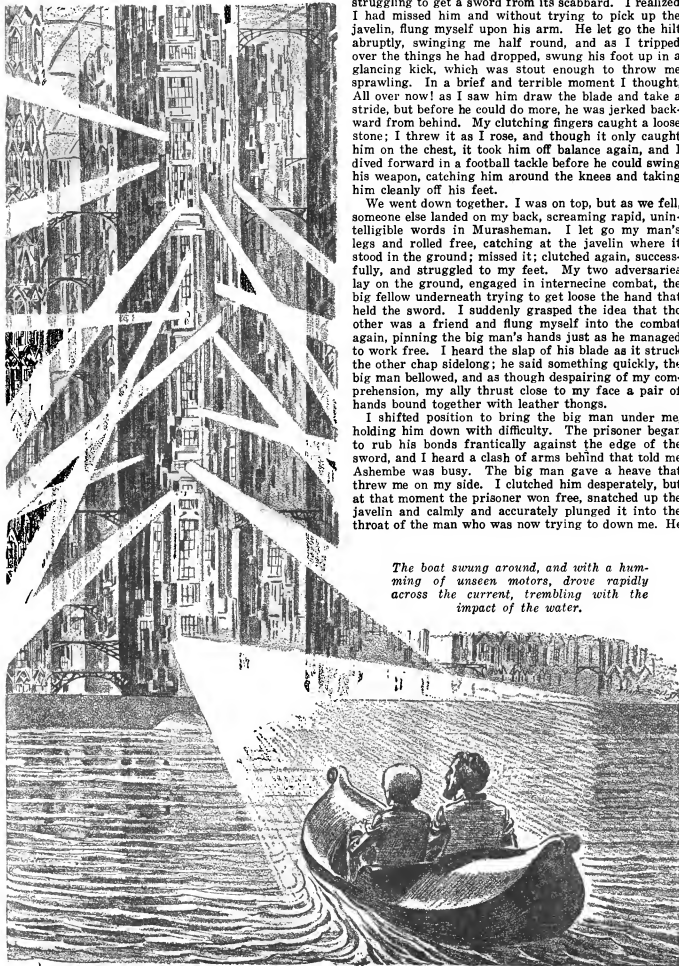 struggling to get a sword from its scabbard. I realized
I had missed him and without trying to pick up the
javelin, flung myself upon his arm. He let go the hilt
abruptly, swinging me half round, and as I tripped
over the things he had dropped, swung his foot up in a
glancing kick, which was stout enough to throw me
sprawling. In a brief and terrible moment I thought,
All over now! as I saw him draw the blade and take a
stride, but before he could do more, he was jerked back-
ward from behind. My clutching fingers caught a loose
stone; I threw it as I rose, and though it only caught
him on the chest, it took him off balance again, and I
dived forward in a football tackle before he could swing
his weapon, catching him around the knees and taking
him cleanly off his feet.
We went down together. I was on top, but as we fell,
someone else landed on my back, screaming rapid, unin-
telligible words in Murasheman. I let go my man's
legs and rolled free, catching at the javelin where it
stood in the ground; missed it; clutched again, success-
fully, and struggled to my feet. My two adversaries
lay on the ground, engaged in internecine combat, the
big fellow underneath trying to get loose the hand that
held the sword. I suddenly grasped the idea that the
other was a friend and flung myself into the combat
again, pinning the big man's hands just as he managed
to work free. I heard the slap of his blade as it struck
the other chap sidelong; he said something quickly, the
big man bellowed, and as though despairing of my com-
prehension, my ally thrust close to my face a pair of
hands bound together with leather thongs.
I shifted position to bring the big man under me,
holding him down with difficulty. The prisoner began
to rub his bonds frantically against the edge of the
sword, and I heard a clash of arms behind that told me
Ashembe was busy. The big man gave a heave that
threw me on my side. I clutched him desperately, but
at that moment the prisoner won free, snatched up the
javelin and calmly and accurately plunged it into the
throat of the man who was now trying to down me. He
The boat swung around, and with a hum-
ming of unseen motors, drove rapidly
across the current, trembling with the
impact of the water.